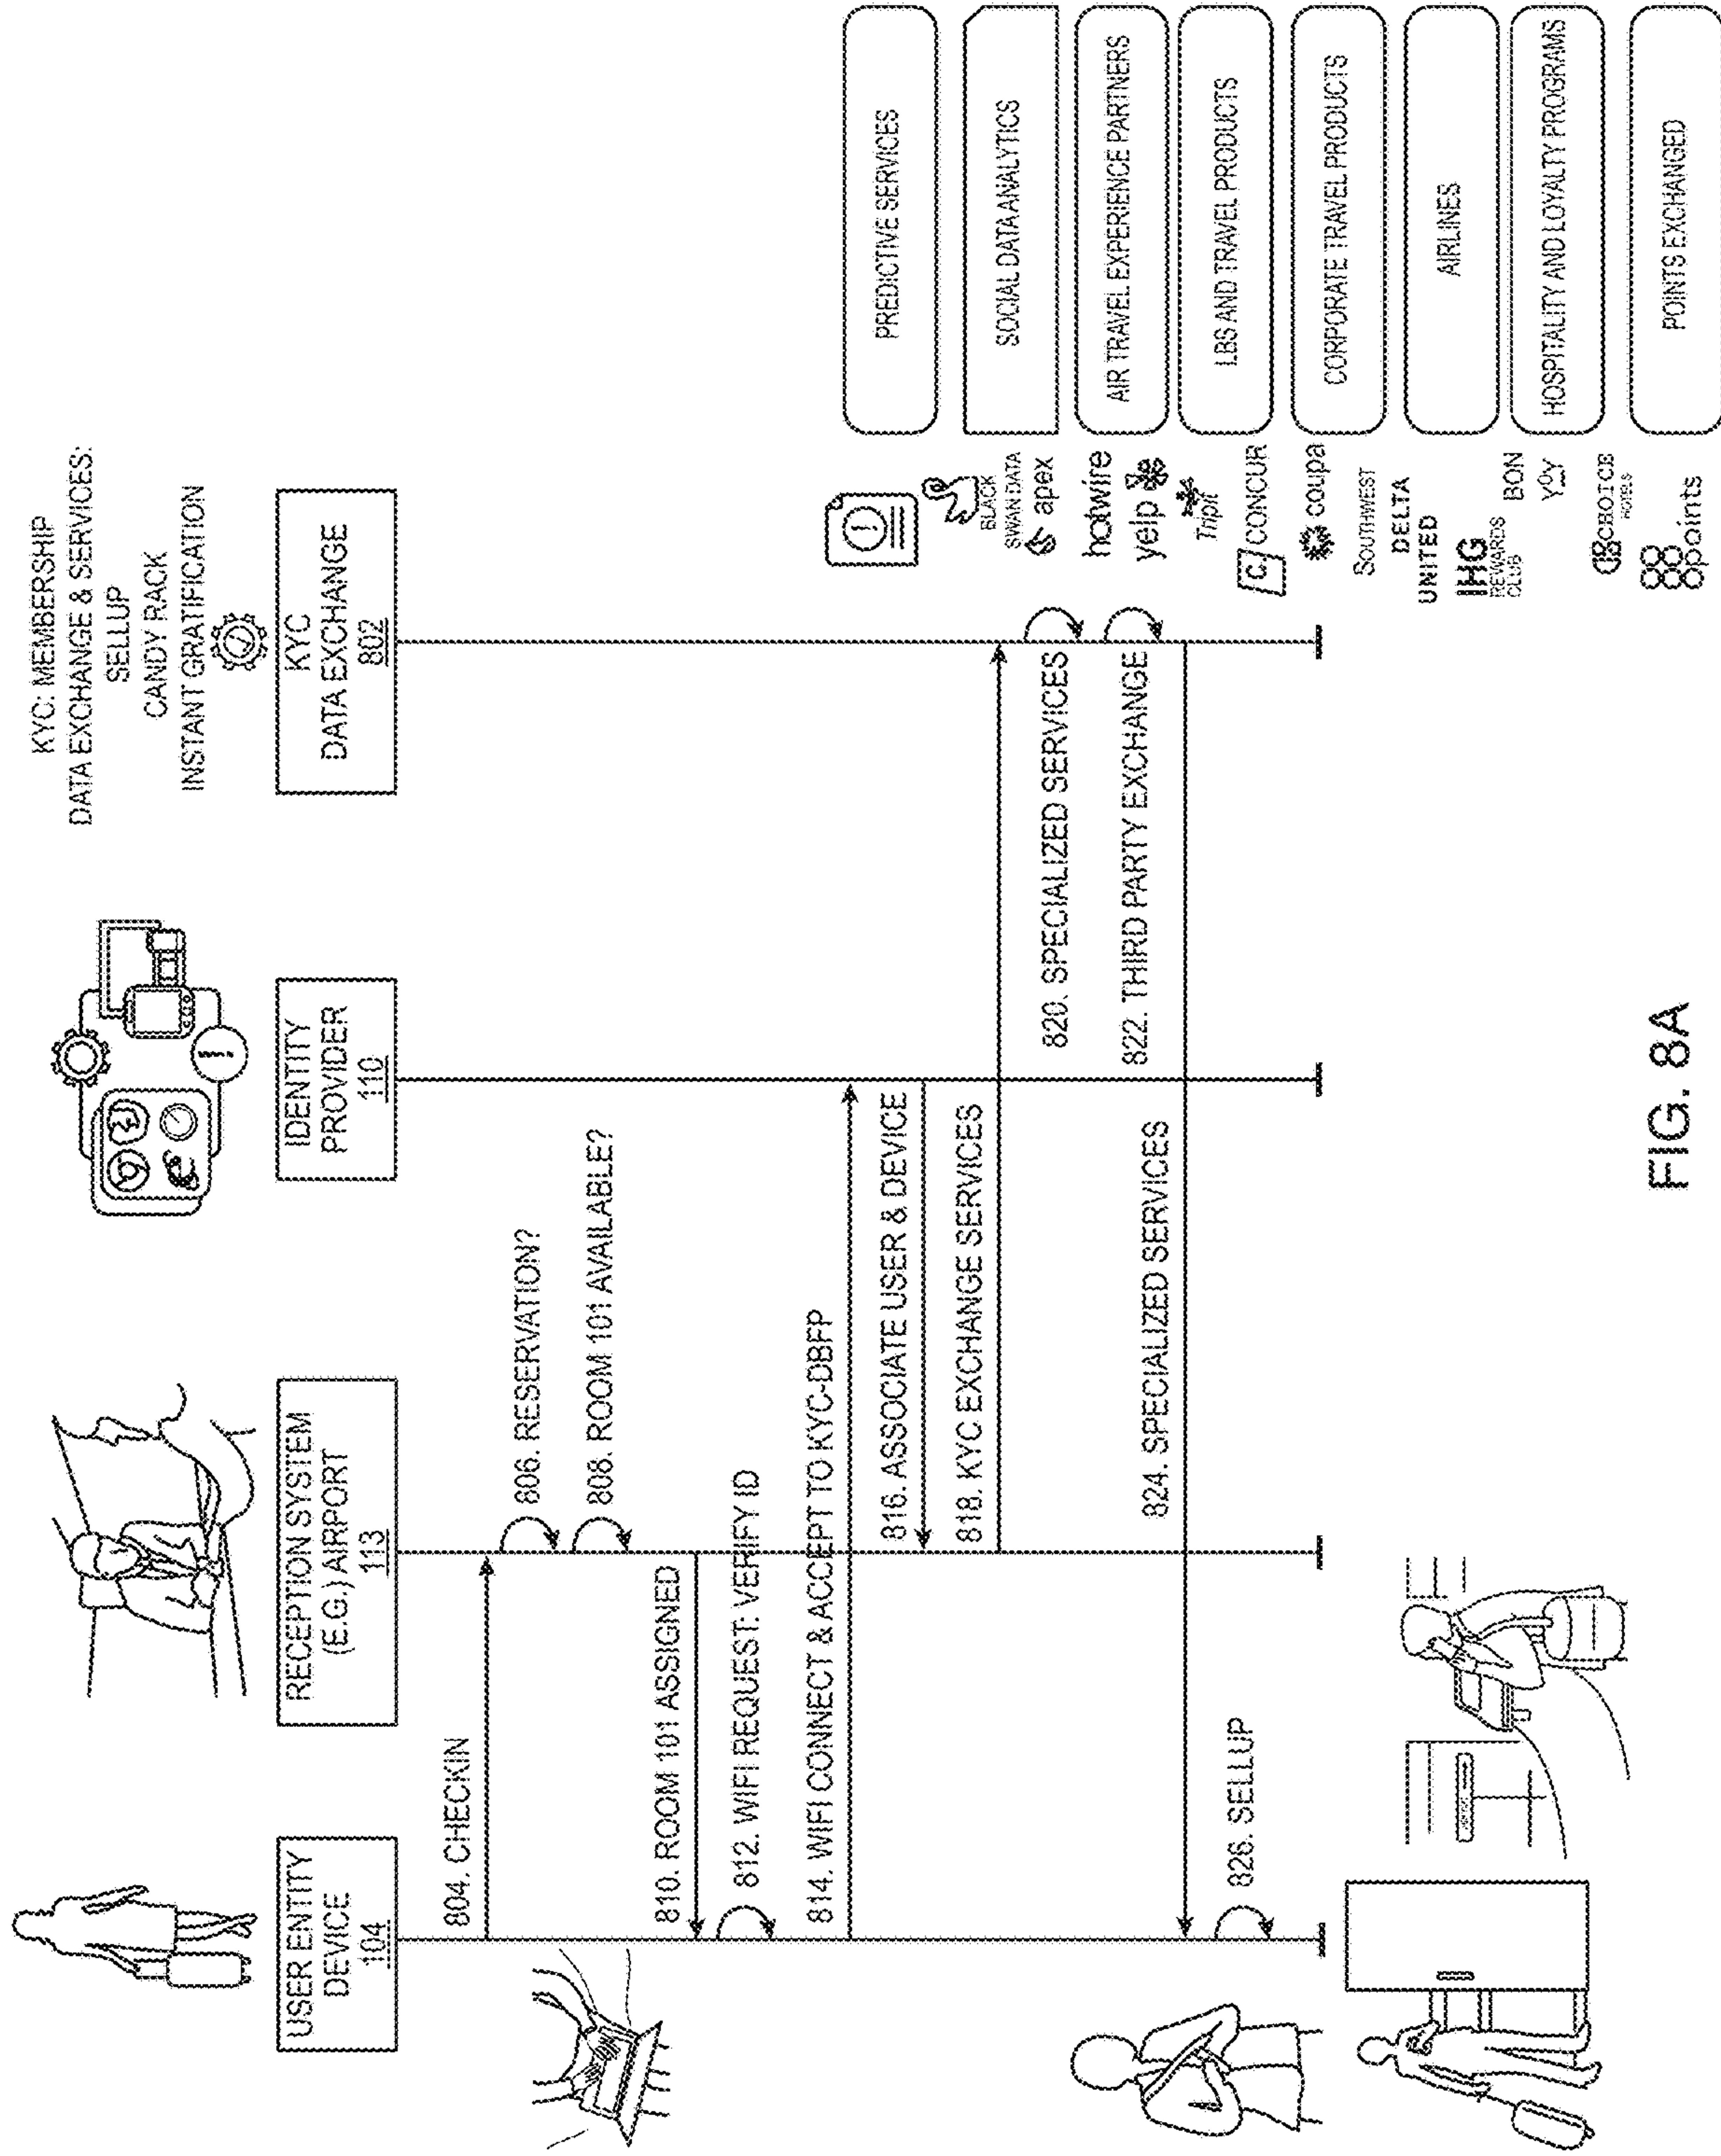 KYC: MEMBERSHIP
DATA EXCHANGE & SERVICES:
SELLUP
CANDY RACK
INSTANT GRATIFICATION
USER ENTITY
DEVICE
104
RECEPTION SYSTEM
(E.G.) AIRPORT
113
IDENTITY
PROVIDER
110
KYC
DATA EXCHANGE
802
804. CHECKIN
806. RESERVATION?
808. ROOM 101 AVAILABLE?
810. ROOM 101 ASSIGNED
812. WIFI REQUEST: VERIFY ID
814. WIFI CONNECT & ACCEPT TO KYC-DBFP
816. ASSOCIATE USER & DEVICE
818. KYC EXCHANGE SERVICES
820. SPECIALIZED SERVICES
822. THIRD PARTY EXCHANGE
824. SPECIALIZED SERVICES
826. SELLUP
PREDICTIVE SERVICES
BLACK
SWAN DATA
apex
SOCIAL DATA ANALYTICS
hotwire
yelp
AIR TRAVEL EXPERIENCE PARTNERS
TripIt
C CONCUR
LBS AND TRAVEL PRODUCTS
coupa
CORPORATE TRAVEL PRODUCTS
SOUTHWEST
DELTA
UNITED
AIRLINES
IHG
REWARDS
CLUB
BON
YOY
CHOICE
HOTELS
HOSPITALITY AND LOYALTY PROGRAMS
points
POINTS EXCHANGED
FIG. 8A